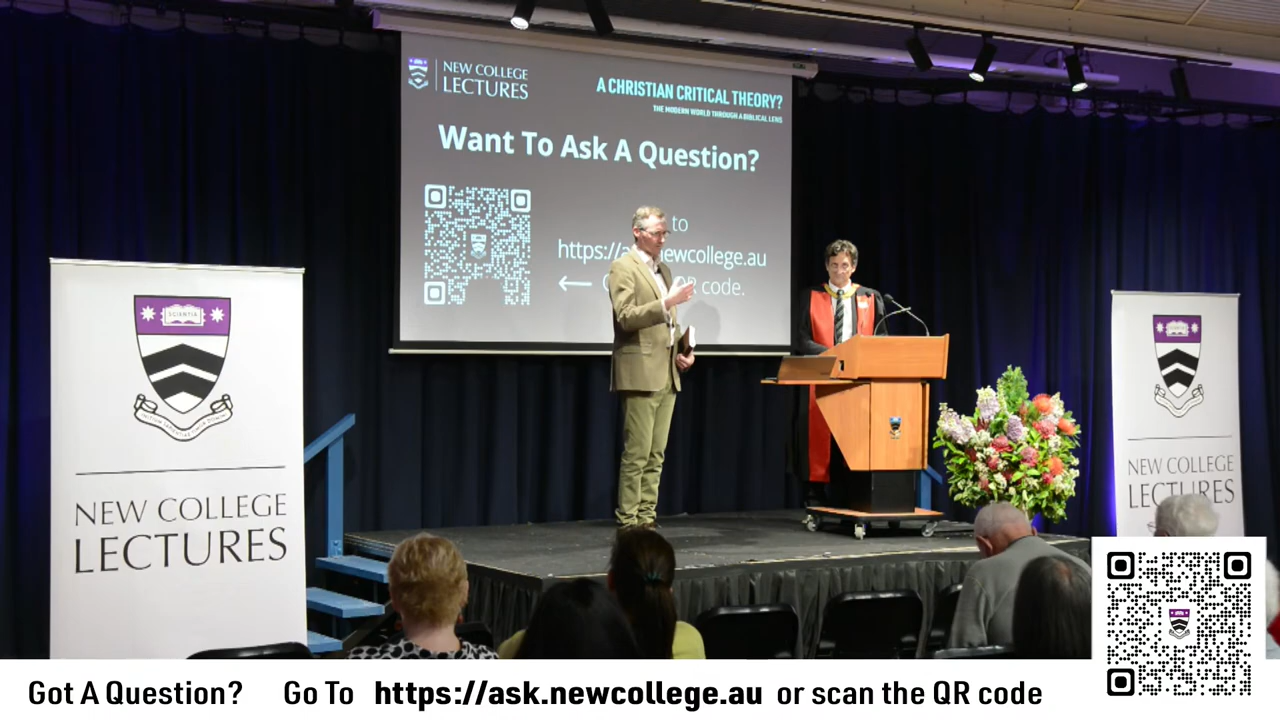 NEW COLLEGE
LECTURES
A CHRISTIAN CRITICAL THEORY?
THE MODERN WORLD THROUGH A BIBLICAL LENS
Want To Ask A Question?
to
https://a newcollege.au
QR code.
SCIENTIA
NEW COLLEGE
LECTURES
NEW COLLEGE
LECTURES
Got A Question? Go To https://ask.newcollege.au or scan the QR code